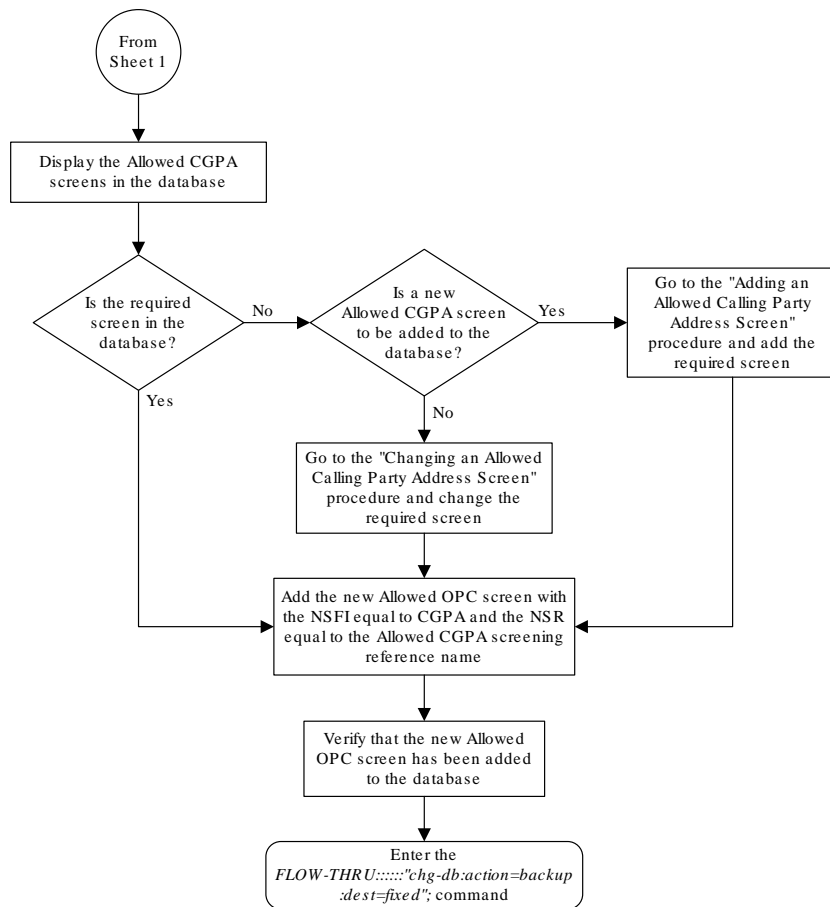 From
Sheet 1
Display the Allowed CGPA
screens in the database
Is the required
screen in the
database?
No
Yes
Is a new
Allowed CGPA screen
to be added to the
database?
Yes
No
Go to the "Adding an
Allowed Calling Party
Address Screen"
procedure and add the
required screen
Go to the "Changing an Allowed
Calling Party Address Screen"
procedure and change the
required screen
Add the new Allowed OPC screen with
the NSFI equal to CGPA and the NSR
equal to the Allowed CGPA screening
reference name
Verify that the new Allowed
OPC screen has been added
to the database
Enter the
FLOW-THRU::::::"chg-db:action=backup
:dest=fixed"; command